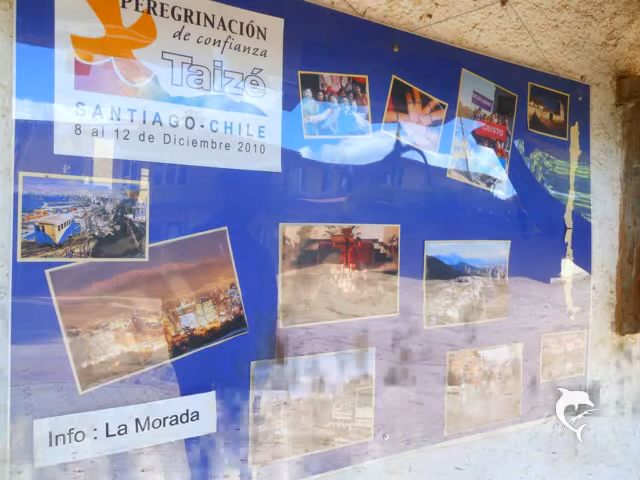 PEREGRINACIÓN
de confianza
Taizé
SANTIAGO-CHILE
8 al 12 de Diciembre 2010
Info : La Morada